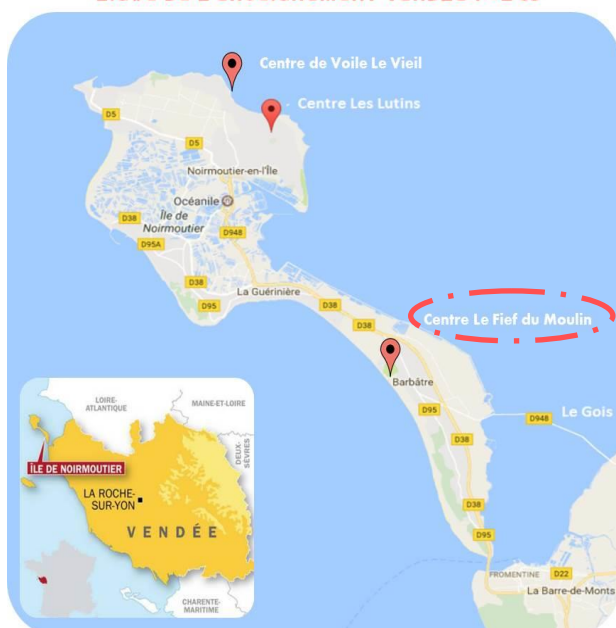 Centre de Voile Le Vieil
Centre Les Lutins
D5
D5
Noirmoutier-en-l'Île
Océanile
Île de
Noirmoutier
D38
D948
D95A
D38
La Guérinière
D95
D38
D38
Centre Le Fief du Moulin
Barbâtre
D95
Le Gois
D948
D38
D38
D95
FROMENTINE
D22
La Barre-de-Monts
LOIRE-
ATLANTIQUE
MAINE-ET-LOIRE
DEUX-
SÈVRES
ÎLE DE NOIRMOUTIER
LA ROCHE-
SUR-YON
VENDÉE
CHARENTE-
MARITIME